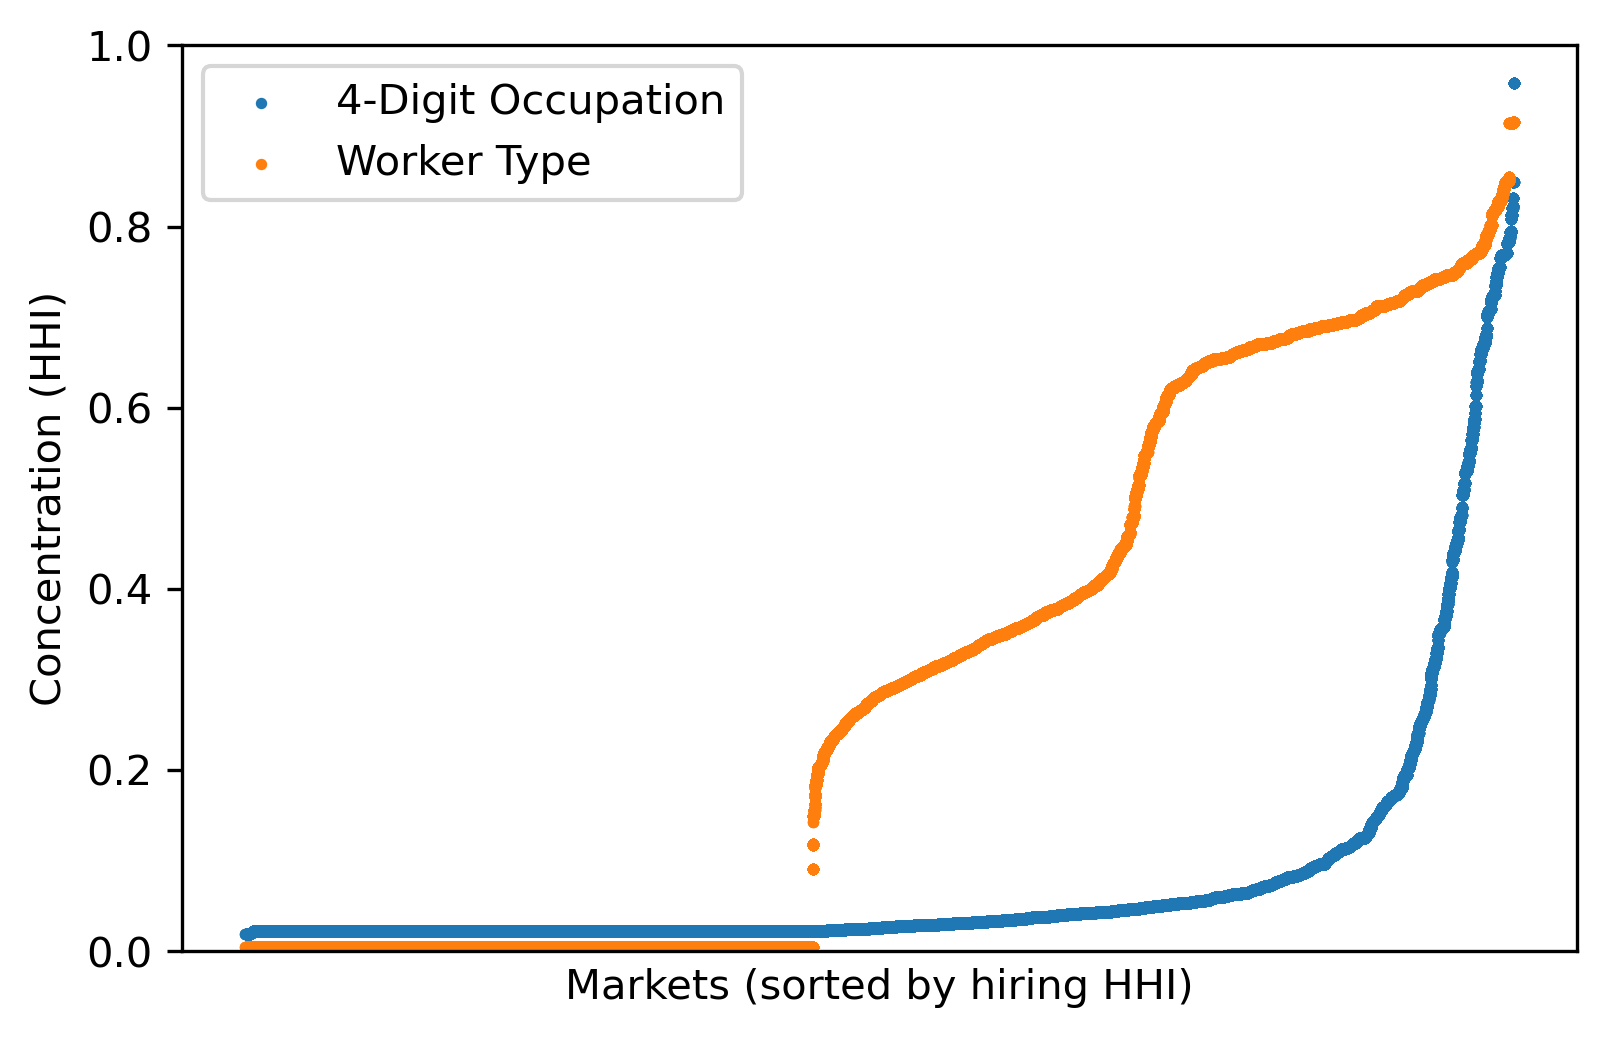 1.0
4-Digit Occupation
Worker Type
0.8
0.6
0.4
0.2
0.0
Concentration (HHI)
Markets (sorted by hiring HHI)